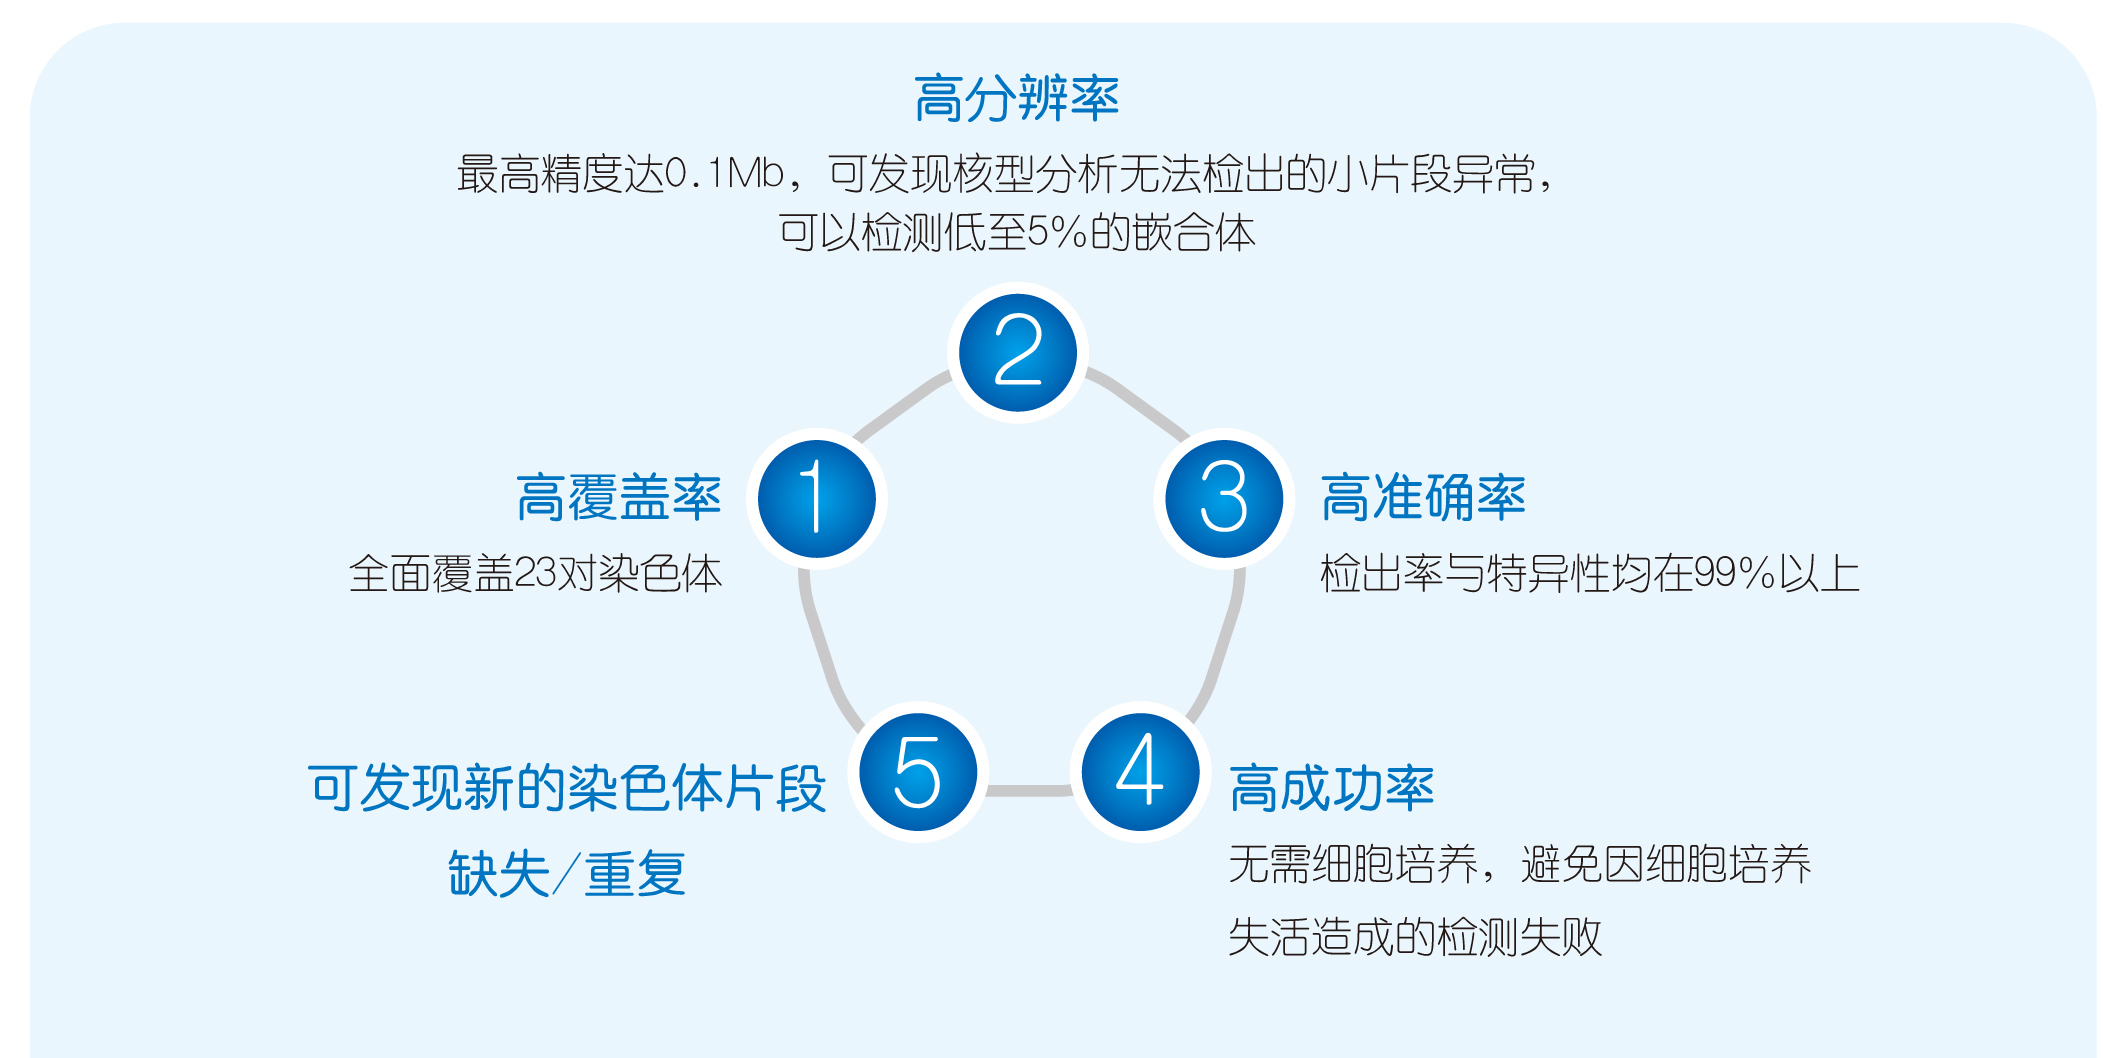 高分辨率
最高精度达0.1Mb，可发现核型分析无法检出的小片段异常，
可以检测低至5%的嵌合体
2
1
高覆盖率
全面覆盖23对染色体
3
高准确率
检出率与特异性均在99%以上
5
可发现新的染色体片段
缺失/重复
4
高成功率
无需细胞培养，避免因细胞培养
失活造成的检测失败